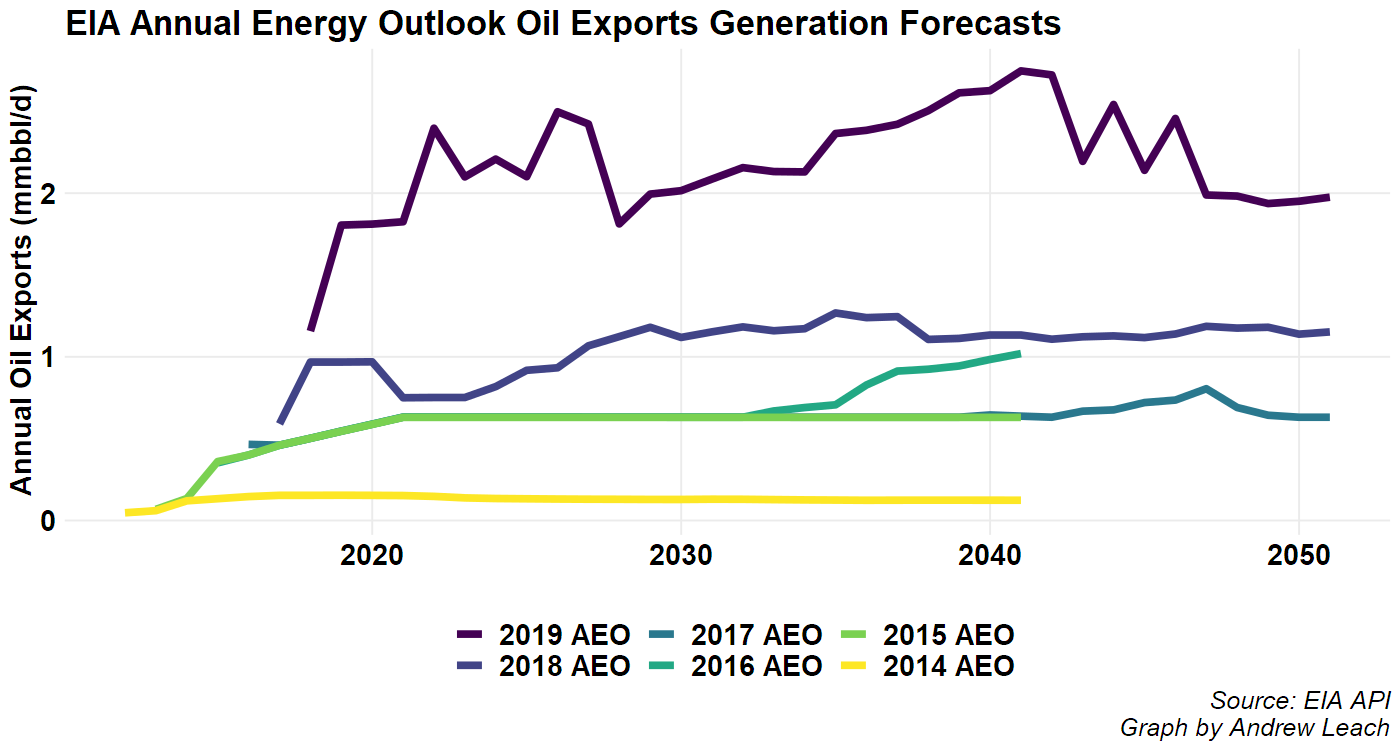 EIA Annual Energy Outlook Oil Exports Generation Forecasts
Annual Oil Exports (mmbbl/d)
2
1
0
2020 2030 2040 2050
2019 AEO 2017 AEO 2015 AEO
2018 AEO 2016 AEO 2014 AEO
Source: EIA API
Graph by Andrew Leach